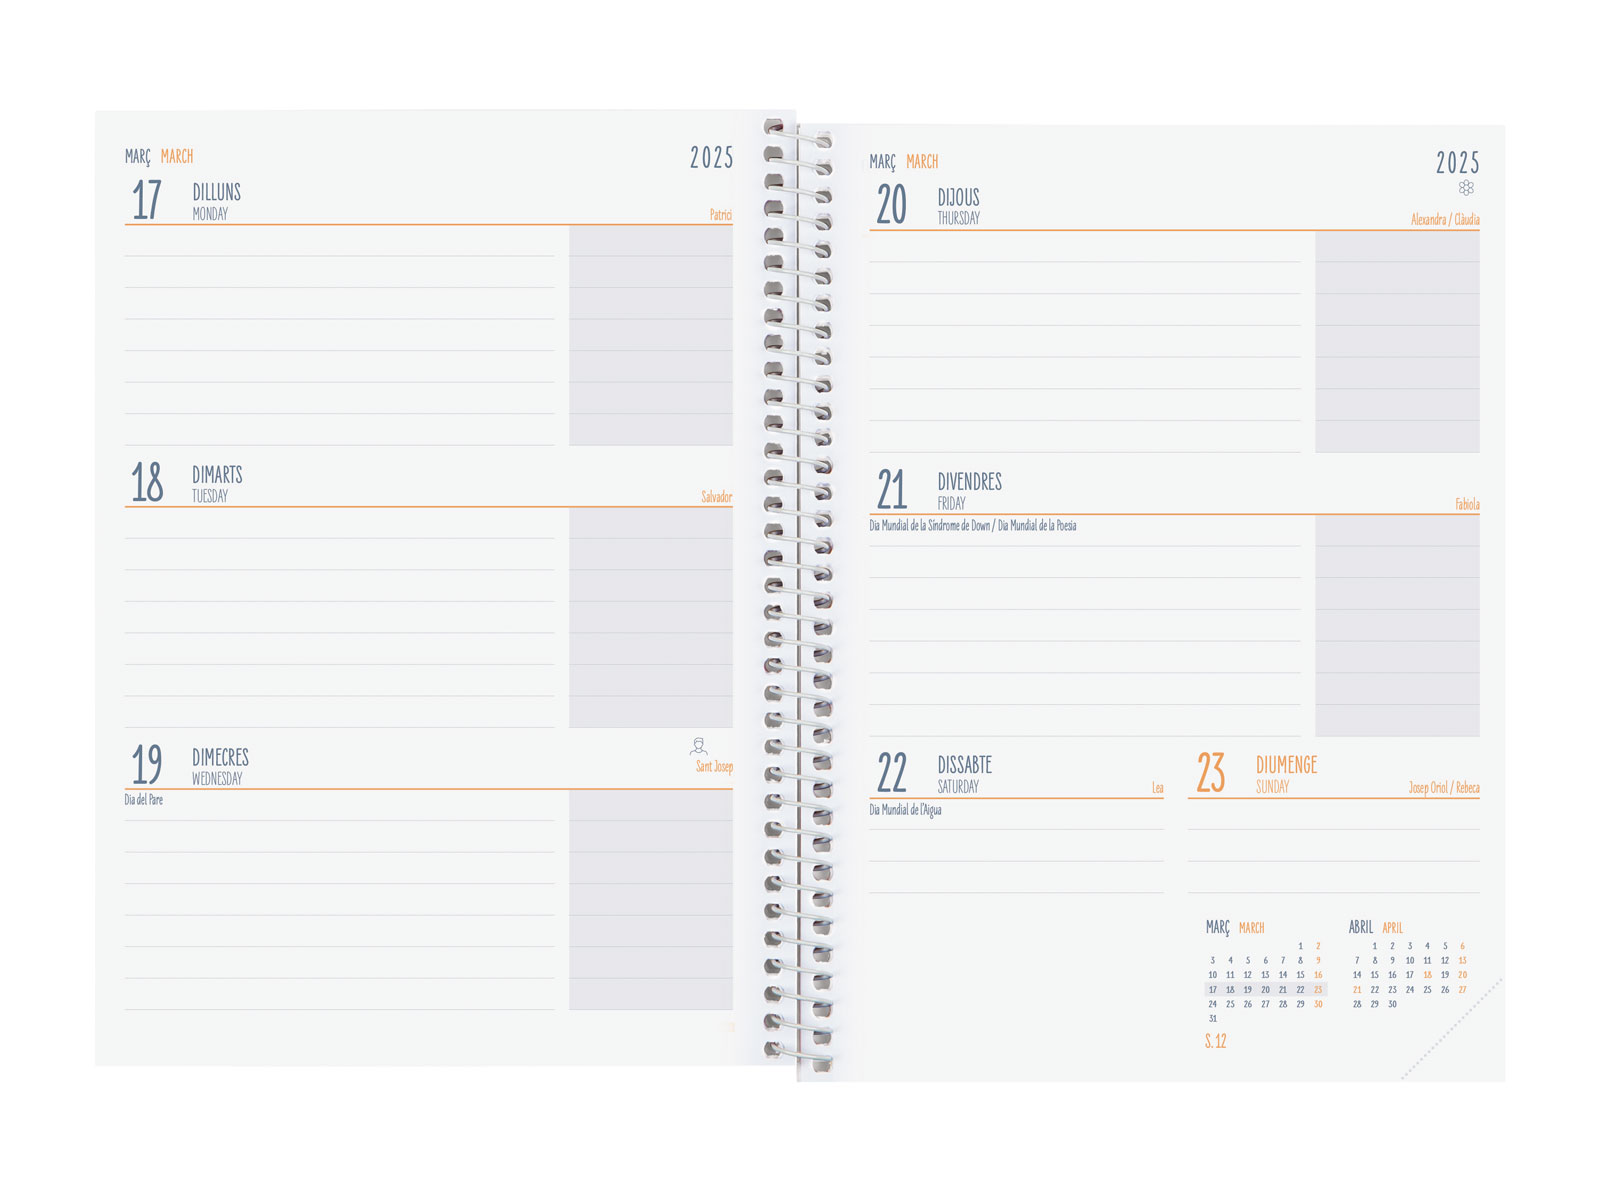 MARÇ MARCH 2025
17 DILLUNS
MONDAY Patrici
18 DIMARTS
TUESDAY Salvador
19 DIMECRES
WEDNESDAY Sant Josep
Dia del Pare
MARÇ MARCH 2025
20 DIJOUS
THURSDAY Alexandra / Clàudia
21 DIVENDRES
FRIDAY Fabiola
Dia Mundial de la Síndrome de Down / Dia Mundial de la Poesia
22 DISSABTE
SATURDAY Lea
Dia Mundial de l'Aigua
23 DIUMENGE
SUNDAY Josep Oriol / Rebeca
MARÇ MARCH
1 2
3 4 5 6 7 8 9
10 11 12 13 14 15 16
17 18 19 20 21 22 23
24 25 26 27 28 29 30
31
S. 12
ABRIL APRIL
1 2 3 4 5 6
7 8 9 10 11 12 13
14 15 16 17 18 19 20
21 22 23 24 25 26 27
28 29 30